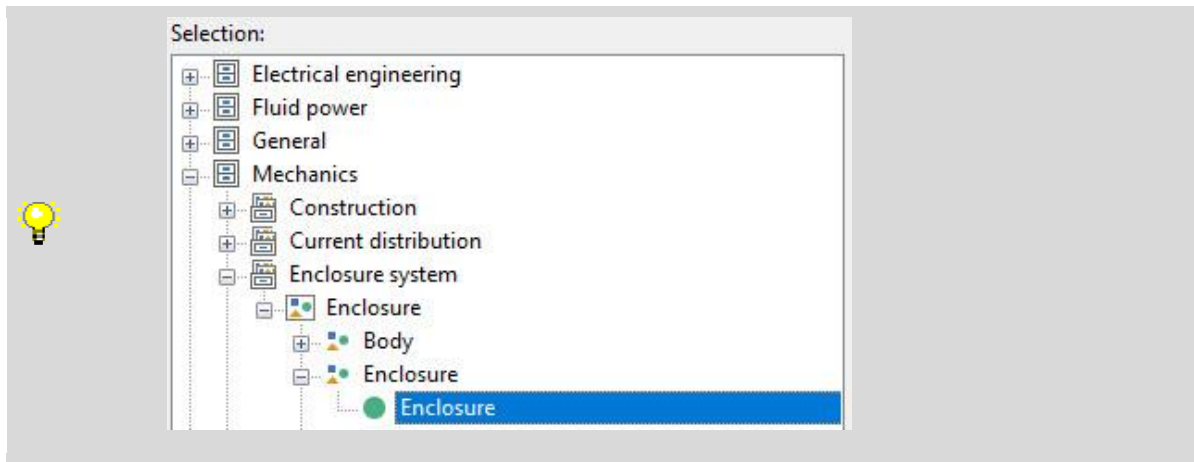 Selection:
Electrical engineering
Fluid power
General
Mechanics
Construction
Current distribution
Enclosure system
Enclosure
Body
Enclosure
Enclosure